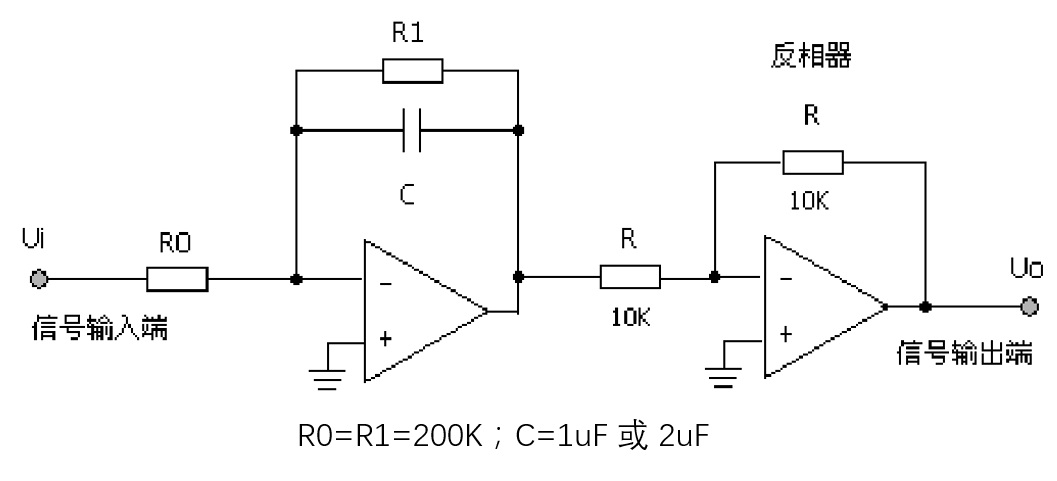 R1
反相器
R
C
10K
Ui
R0
R
Uo
−
−
10K
信号输入端
+
+
信号输出端
R0=R1=200K；C=1uF 或 2uF